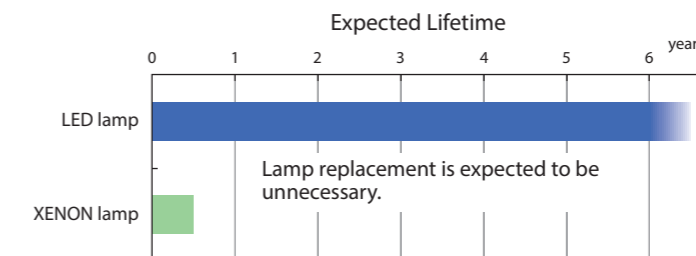 Expected Lifetime
year
0 1 2 3 4 5 6
LED lamp
Lamp replacement is expected to be
unnecessary.
XENON lamp